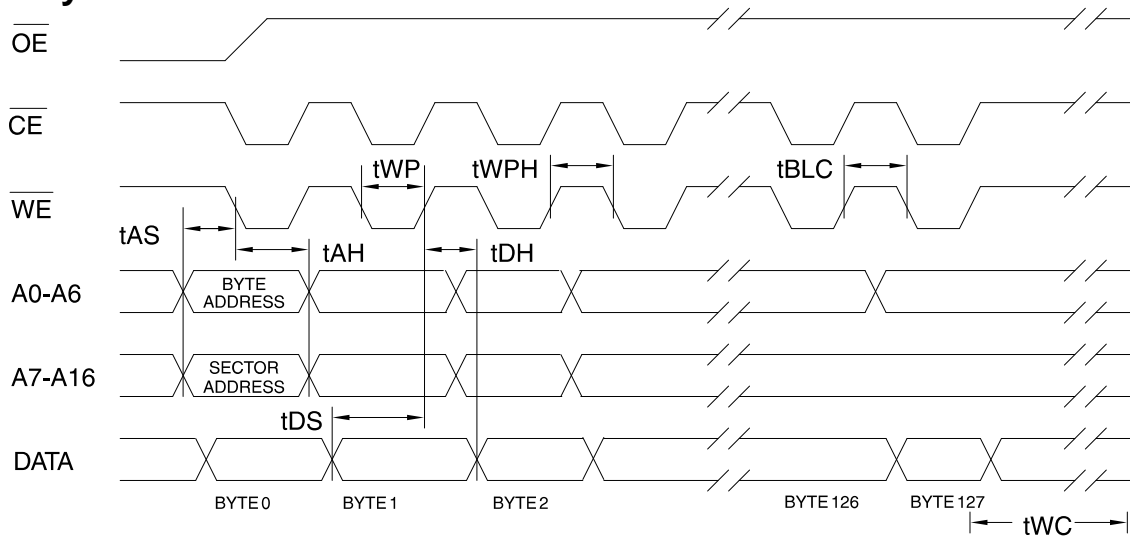 OE
CE
tWP
tWPH
tBLC
WE
tAS
tAH
tDH
A0-A6
BYTE
ADDRESS
A7-A16
SECTOR
ADDRESS
tDS
DATA
BYTE 0
BYTE 1
BYTE 2
BYTE 126
BYTE 127
tWC